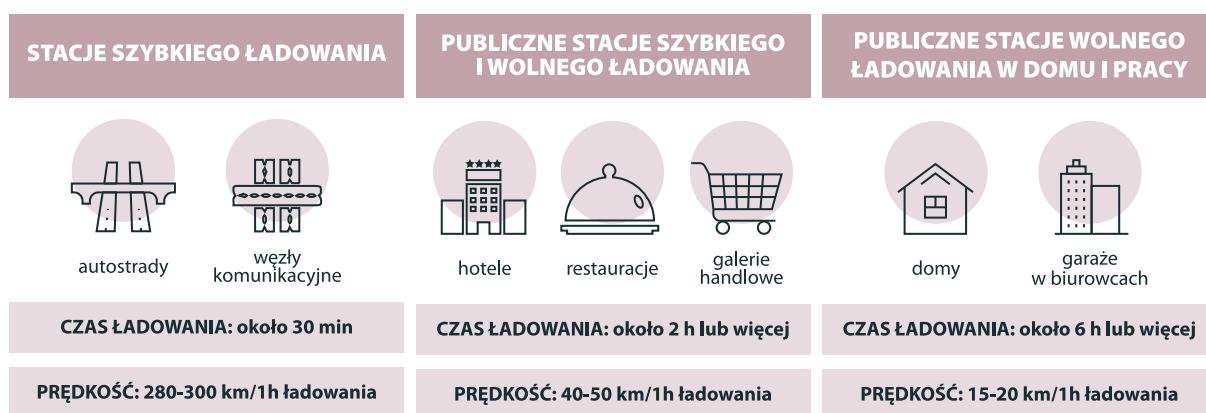 STACJE SZYBKIEGO ŁADOWANIA
autostrady
węzły
komunikacyjne
CZAS ŁADOWANIA: około 30 min
PRĘDKOŚĆ: 280-300 km/1h ładowania
PUBLICZNE STACJE SZYBKIEGO
I WOLNEGO ŁADOWANIA
hotele
restauracje
galerie
handlowe
CZAS ŁADOWANIA: około 2 h lub więcej
PRĘDKOŚĆ: 40-50 km/1h ładowania
PUBLICZNE STACJE WOLNEGO
ŁADOWANIA W DOMU I PRACY
domy
garaże
w biurowcach
CZAS ŁADOWANIA: około 6 h lub więcej
PRĘDKOŚĆ: 15-20 km/1h ładowania